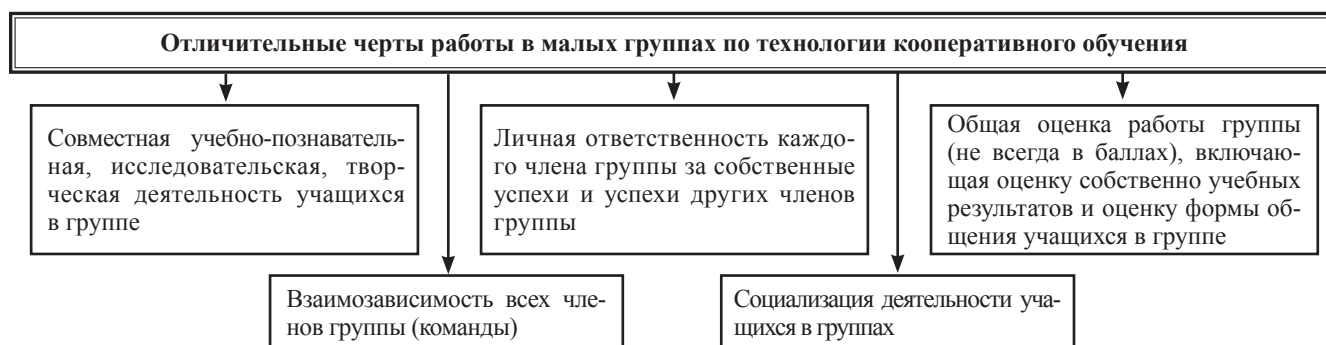 Отличительные черты работы в малых группах по технологии кооперативного обучения
Совместная учебно-познаватель-
ная, исследовательская, твор-
ческая деятельность учащихся
в группе
Личная ответственность каждо-
го члена группы за собственные
успехи и успехи других членов
группы
Общая оценка работы группы
(не всегда в баллах), включаю-
щая оценку собственно учебных
результатов и оценку формы об-
щения учащихся в группе
Взаимозависимость всех чле-
нов группы (команды)
Социализация деятельности уча-
щихся в группах